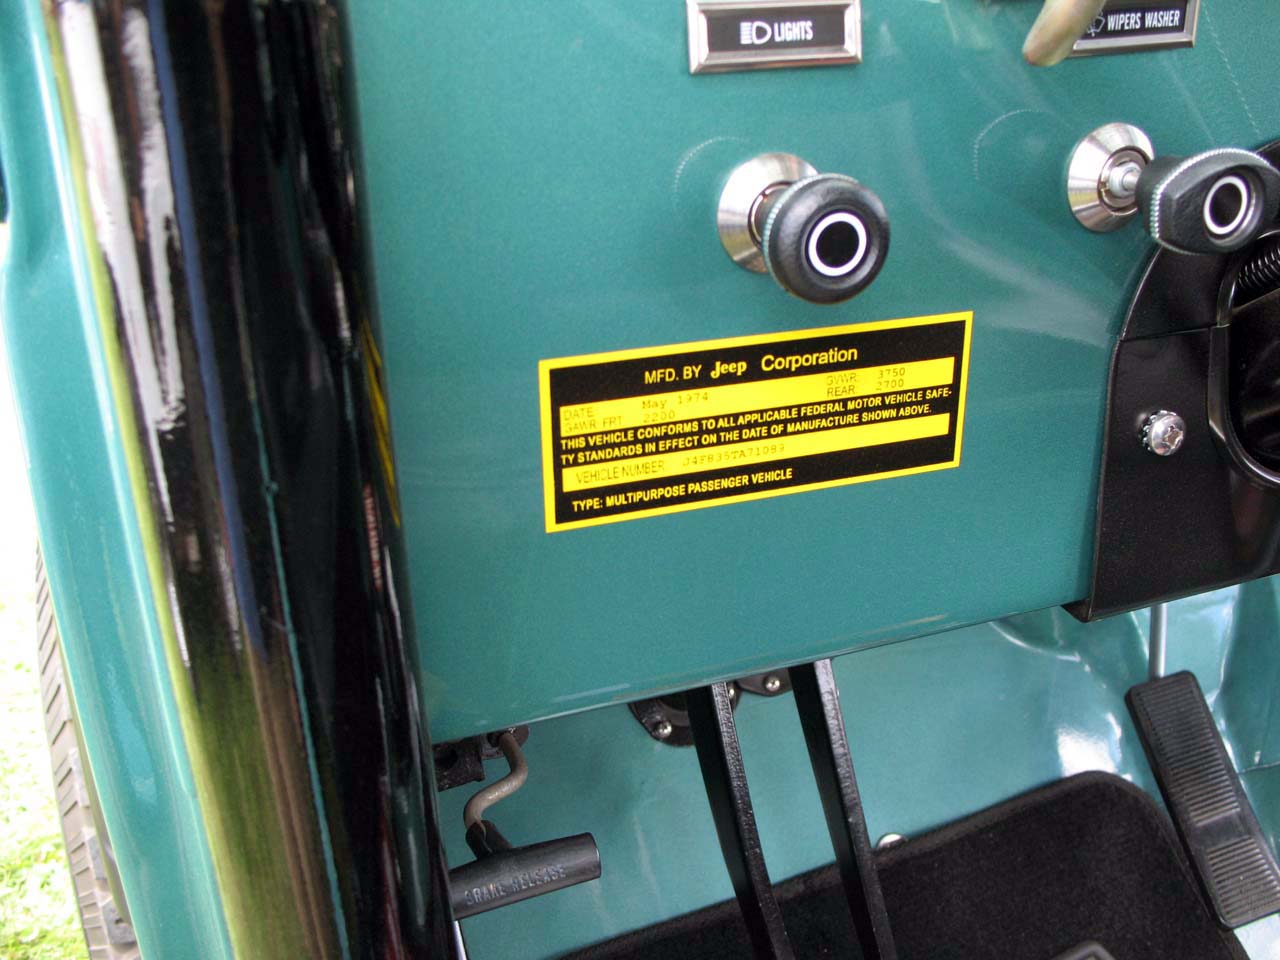 LIGHTS
WIPERS WASHER
MFD. BY Jeep Corporation
DATE May 1974 GVWR: 3750
GAWR FRT 2200 REAR: 2700
THIS VEHICLE CONFORMS TO ALL APPLICABLE FEDERAL MOTOR VEHICLE SAFE-
TY STANDARDS IN EFFECT ON THE DATE OF MANUFACTURE SHOWN ABOVE.
VEHICLE NUMBER J4F835TA71089
TYPE: MULTIPURPOSE PASSENGER VEHICLE
BRAKE RELEASE